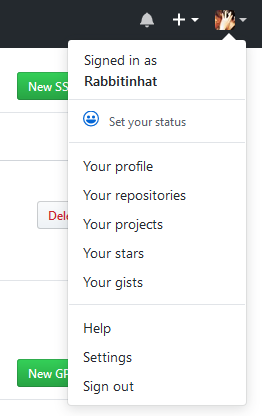 Signed in as
Rabbitinhat
New SS
Set your status
Your profile
Your repositories
Dele
Your projects
Your stars
Your gists
Help
Settings
New GP
Sign out